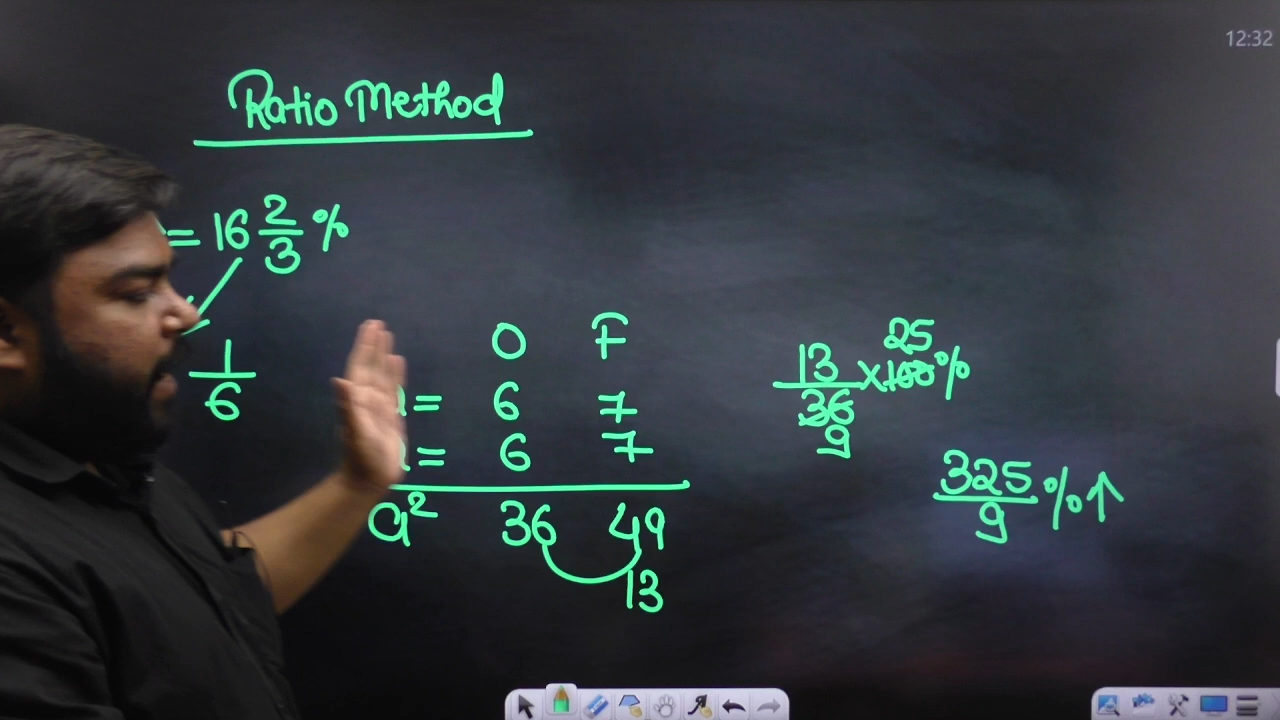 12:32
Ratio Method
= 16 2/3 %
1/6
O F
a = 6 7
a = 6 7
a² 36 49
13
13/36 × 100 %
25
9
325/9 % ↑